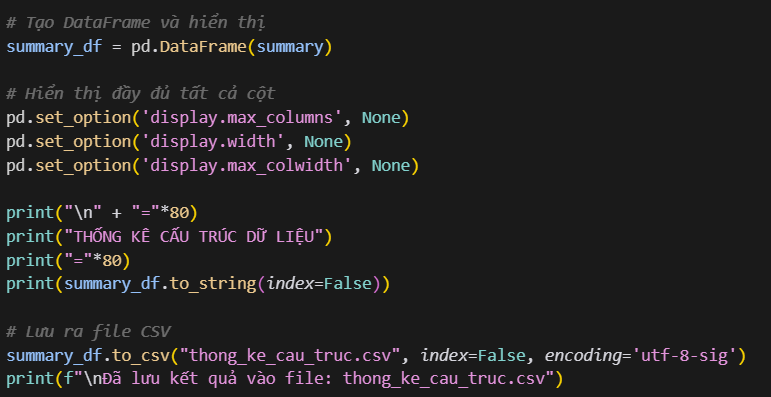 # Tạo DataFrame và hiển thị
summary_df = pd.DataFrame(summary)
# Hiển thị đầy đủ tất cả cột
pd.set_option('display.max_columns', None)
pd.set_option('display.width', None)
pd.set_option('display.max_colwidth', None)
print("\n" + "="*80)
print("THỐNG KÊ CẤU TRÚC DỮ LIỆU")
print("="*80)
print(summary_df.to_string(index=False))
# Lưu ra file CSV
summary_df.to_csv("thong_ke_cau_truc.csv", index=False, encoding='utf-8-sig')
print(f"\nĐã lưu kết quả vào file: thong_ke_cau_truc.csv")